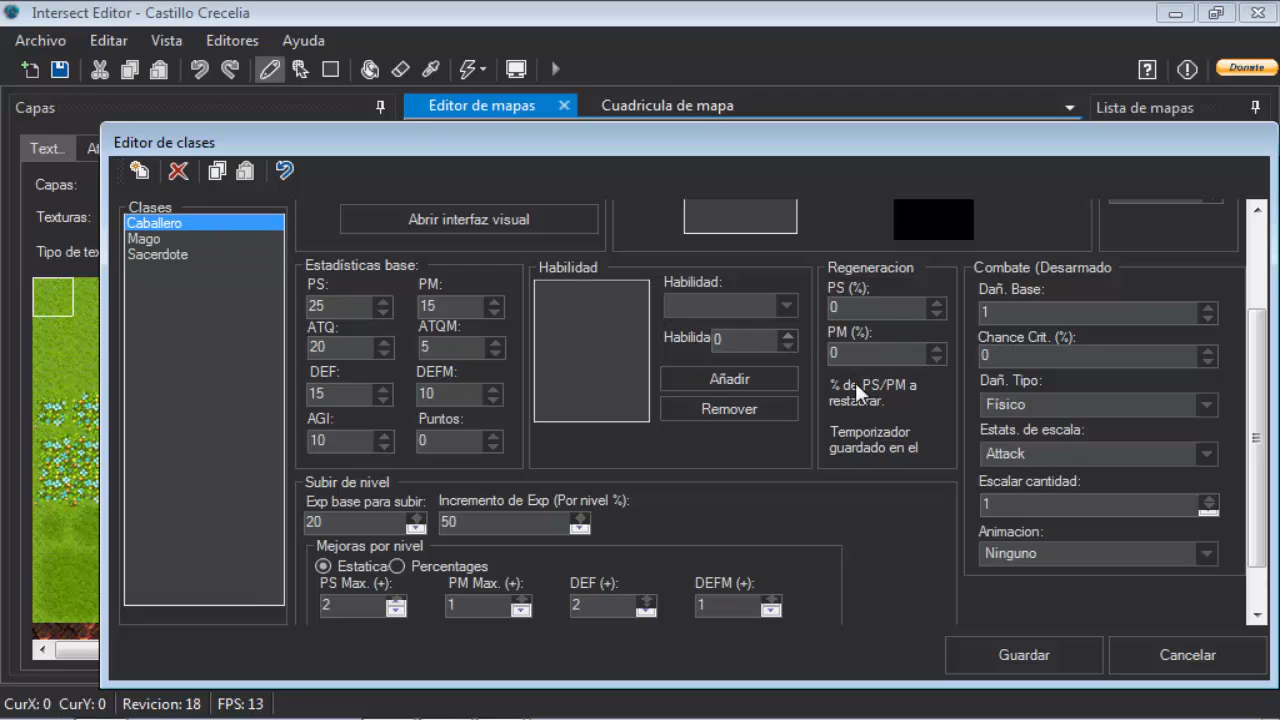 Intersect Editor - Castillo Crecelia
Archivo Editar Vista Editores Ayuda
Donate
Capas
Editor de mapas
Cuadricula de mapa
Lista de mapas
Text...
Capas:
Texturas:
Tipo de tex
Editor de clases
Clases
Caballero
Mago
Sacerdote
Abrir interfaz visual
Estadísticas base:
PS: PM:
25 15
ATQ: ATQM:
20 5
DEF: DEFM:
15 10
AGI: Puntos:
10 0
Habilidad
Habilidad:
Habilida 0
Añadir
Remover
Regeneracion
PS (%):
0
PM (%):
0
% de PS/PM a
restaurar.
Temporizador
guardado en el
Combate (Desarmado
Dañ. Base:
1
Chance Crit. (%):
0
Dañ. Tipo:
Físico
Estats. de escala:
Attack
Escalar cantidad:
1
Animacion:
Ninguno
Subir de nivel
Exp base para subir: Incremento de Exp (Por nivel %):
20 50
Mejoras por nivel
Estatica Percentages
PS Max. (+): PM Max. (+): DEF (+): DEFM (+):
2 1 2 1
Guardar Cancelar
CurX: 0 CurY: 0 Revicion: 18 FPS: 13